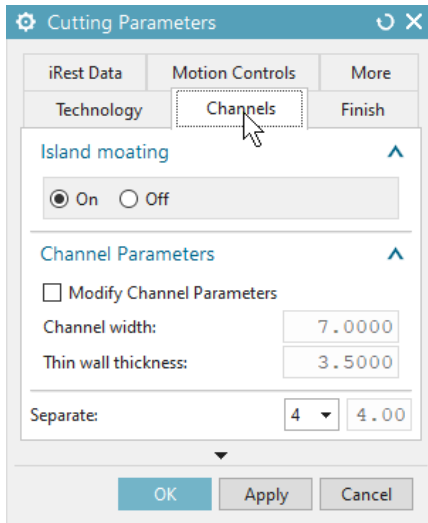 Cutting Parameters
iRest Data Motion Controls More
Technology Channels Finish
Island moating
On Off
Channel Parameters
Modify Channel Parameters
Channel width: 7.0000
Thin wall thickness: 3.5000
Separate: 4 4.00
OK Apply Cancel